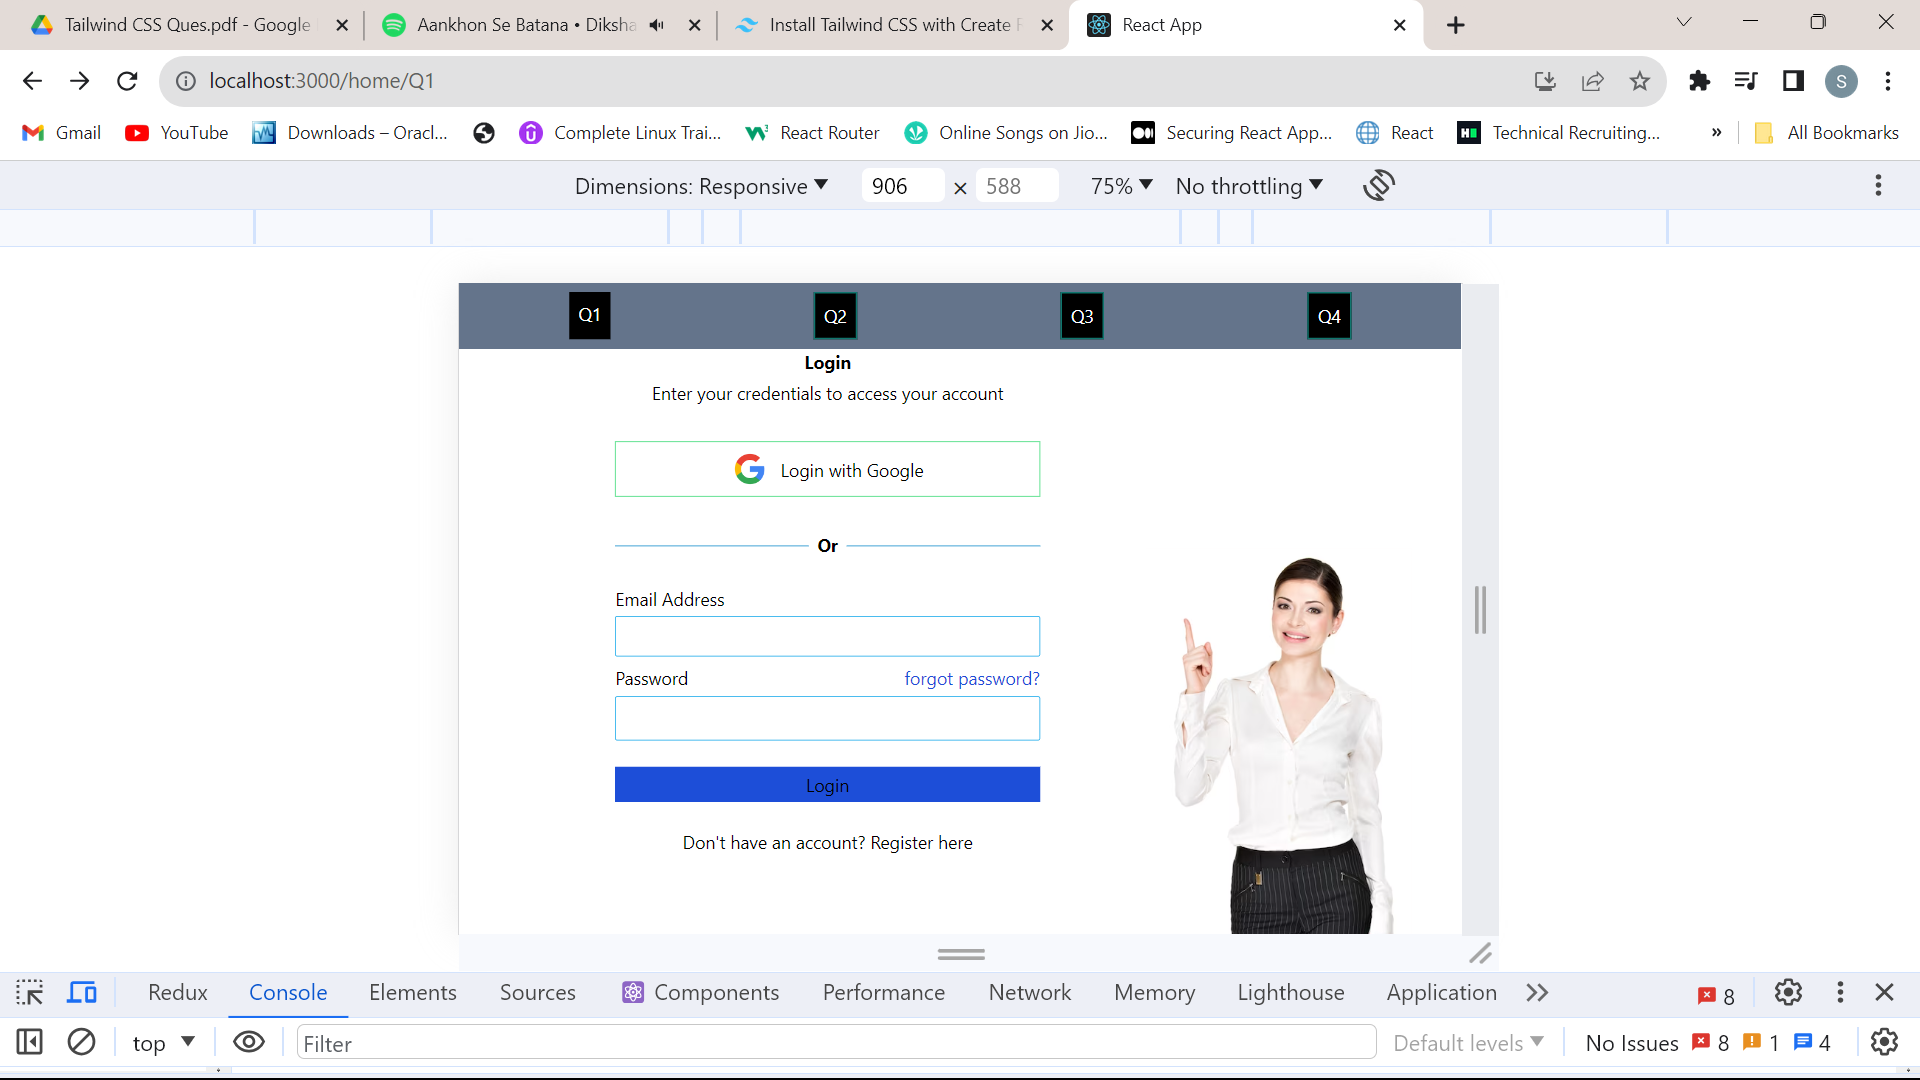 Tailwind CSS Ques.pdf - Google
Aankhon Se Batana • Diksha
Install Tailwind CSS with Create
React App
localhost:3000/home/Q1
S
Gmail
YouTube
Downloads – Oracl...
Complete Linux Trai...
React Router
Online Songs on Jio...
Securing React App...
React
Technical Recruiting...
»
All Bookmarks
Dimensions: Responsive
906 × 588
75%
No throttling
Q1
Q2
Q3
Q4
Login
Enter your credentials to access your account
Login with Google
Or
Email Address
Password
forgot password?
Login
Don't have an account? Register here
Redux
Console
Elements
Sources
Components
Performance
Network
Memory
Lighthouse
Application
8
top
Filter
Default levels
No Issues
8
1
4